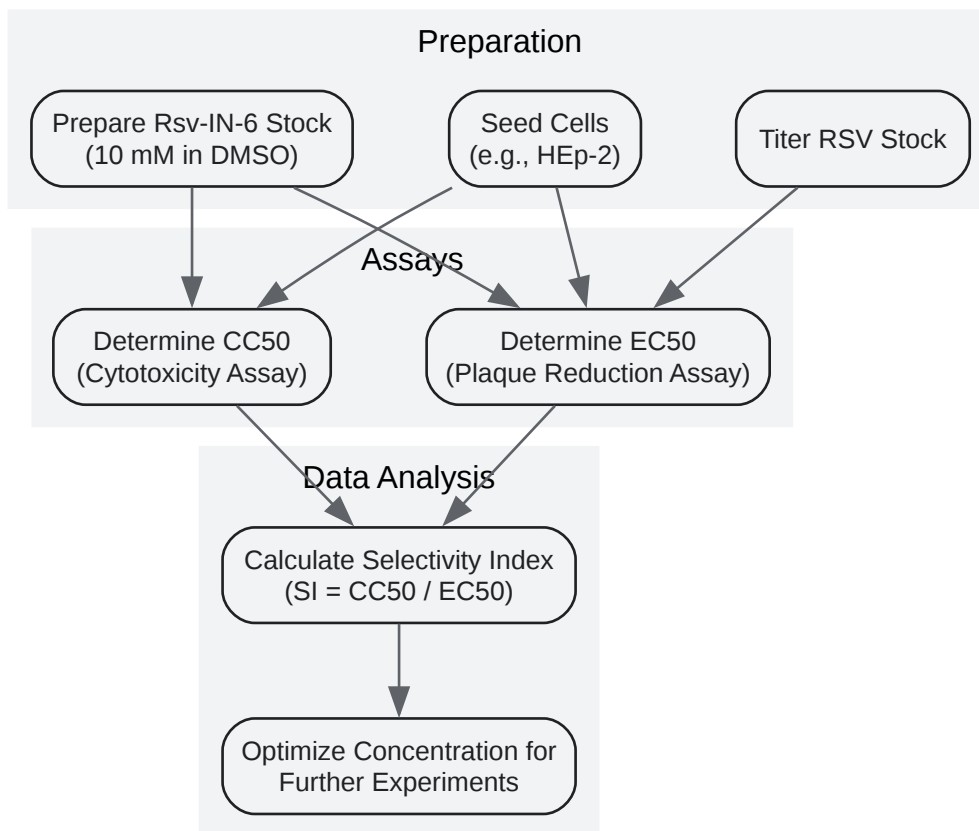 Preparation
Prepare Rsv-IN-6 Stock
(10 mM in DMSO)
Seed Cells
(e.g., HEp-2)
Titer RSV Stock
Assays
Determine CC50
(Cytotoxicity Assay)
Determine EC50
(Plaque Reduction Assay)
Data Analysis
Calculate Selectivity Index
(SI = CC50 / EC50)
Optimize Concentration for
Further Experiments